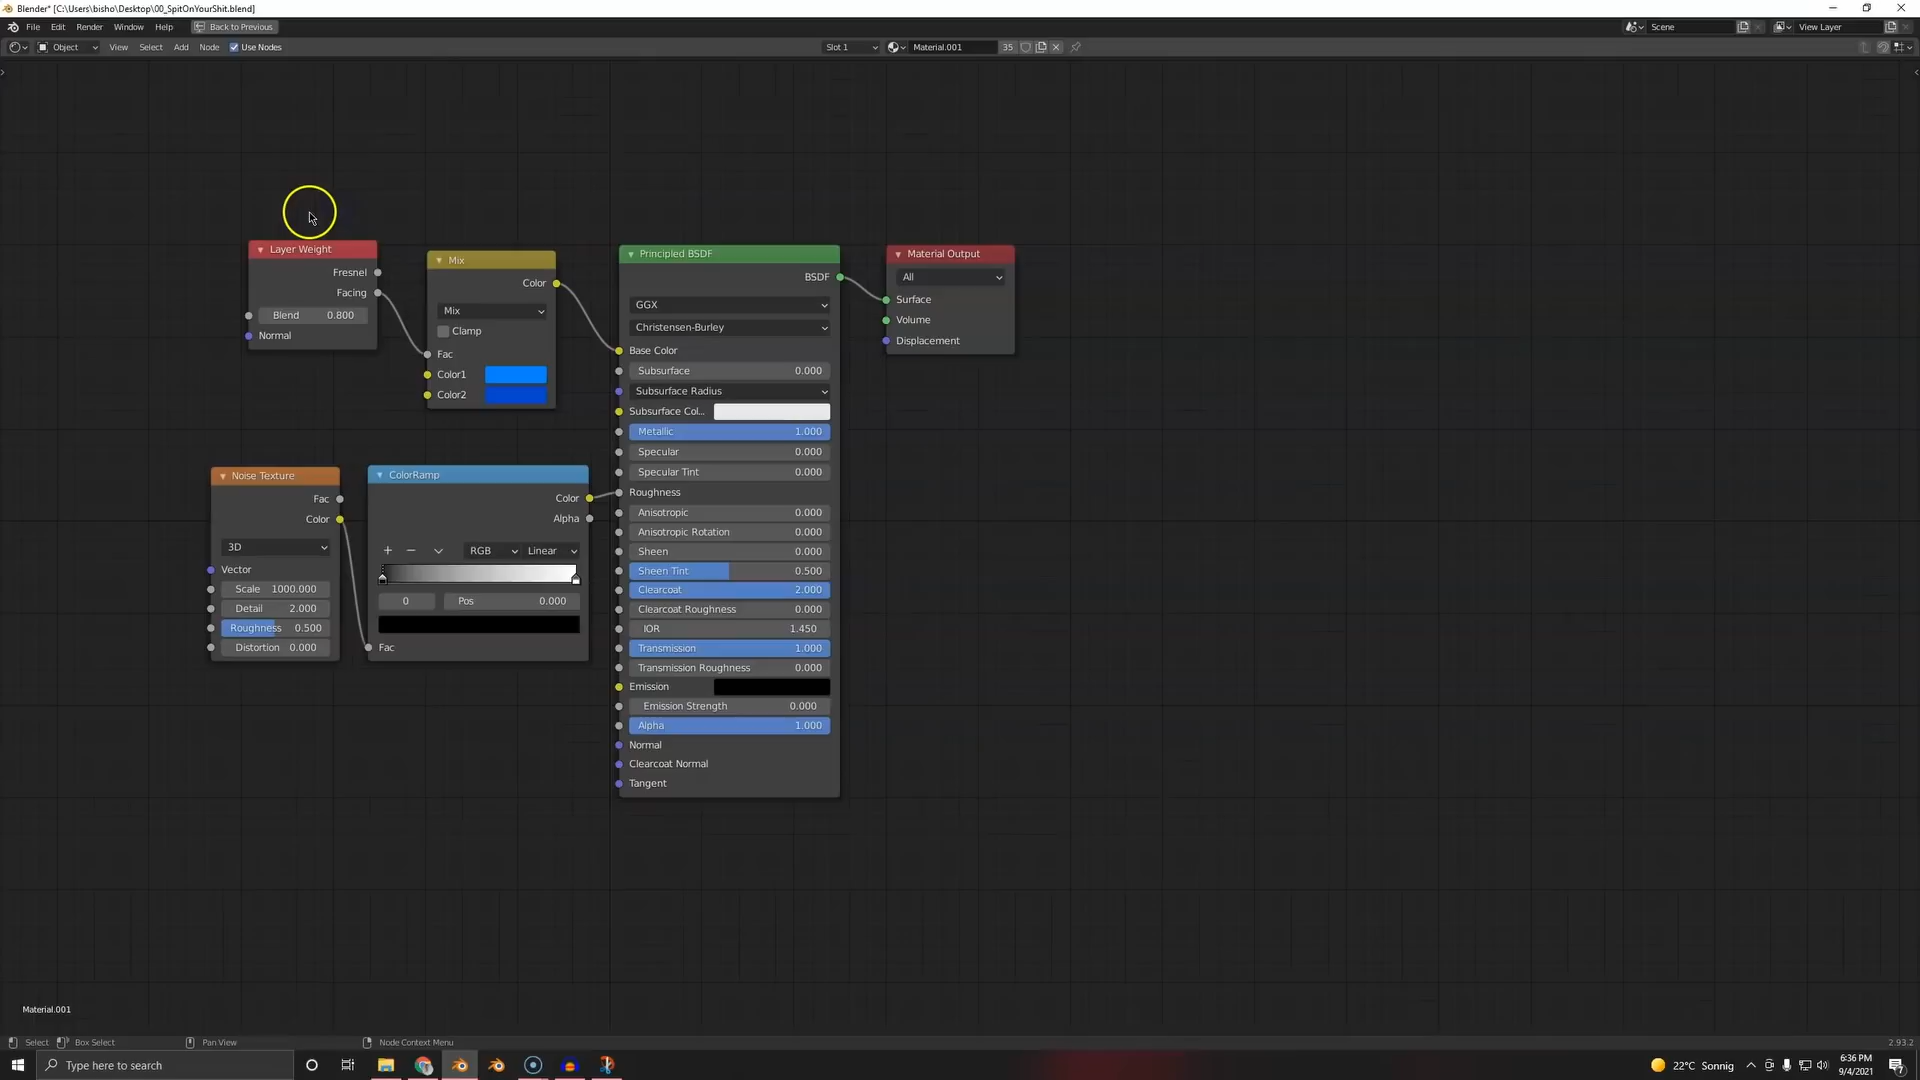 Blender* [C:\Users\bisho\Desktop\00_SpitOnYourShit.blend]
File Edit Render Window Help Back to Previous Scene View Layer
Object View Select Add Node Use Nodes Slot 1 Material.001 35
Layer Weight
Fresnel
Facing
Blend 0.800
Normal
Mix
Color
Mix
Clamp
Fac
Color1
Color2
Principled BSDF
BSDF
GGX
Christensen-Burley
Base Color
Subsurface 0.000
Subsurface Radius
Subsurface Col...
Metallic 1.000
Specular 0.000
Specular Tint 0.000
Roughness
Anisotropic 0.000
Anisotropic Rotation 0.000
Sheen 0.000
Sheen Tint 0.500
Clearcoat 2.000
Clearcoat Roughness 0.000
IOR 1.450
Transmission 1.000
Transmission Roughness 0.000
Emission
Emission Strength 0.000
Alpha 1.000
Normal
Clearcoat Normal
Tangent
Material Output
All
Surface
Volume
Displacement
Noise Texture
Fac
Color
3D
Vector
Scale 1000.000
Detail 2.000
Roughness 0.500
Distortion 0.000
ColorRamp
Color
Alpha
RGB Linear
0 Pos 0.000
Fac
Material.001
Select Box Select Pan View Node Context Menu 2.93.2
Type here to search 22°C Sonnig 6:36 PM
9/4/2021